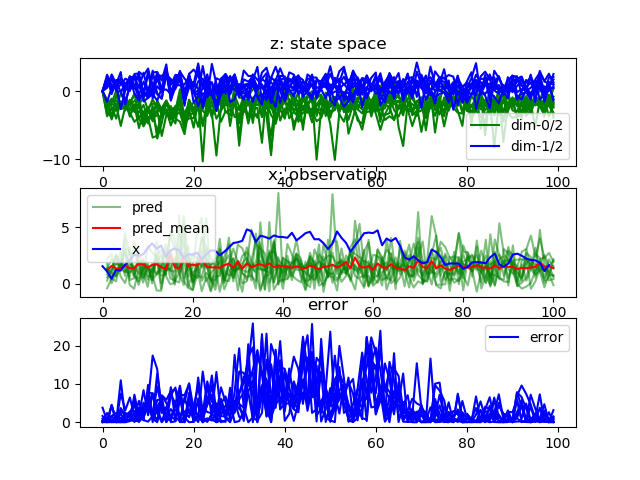 z: state space
0
−10
dim-0/2
dim-1/2
0 20 40 60 80 100
x: observation
5
0
pred
pred_mean
x
0 20 40 60 80 100
error
20
10
0
error
0 20 40 60 80 100